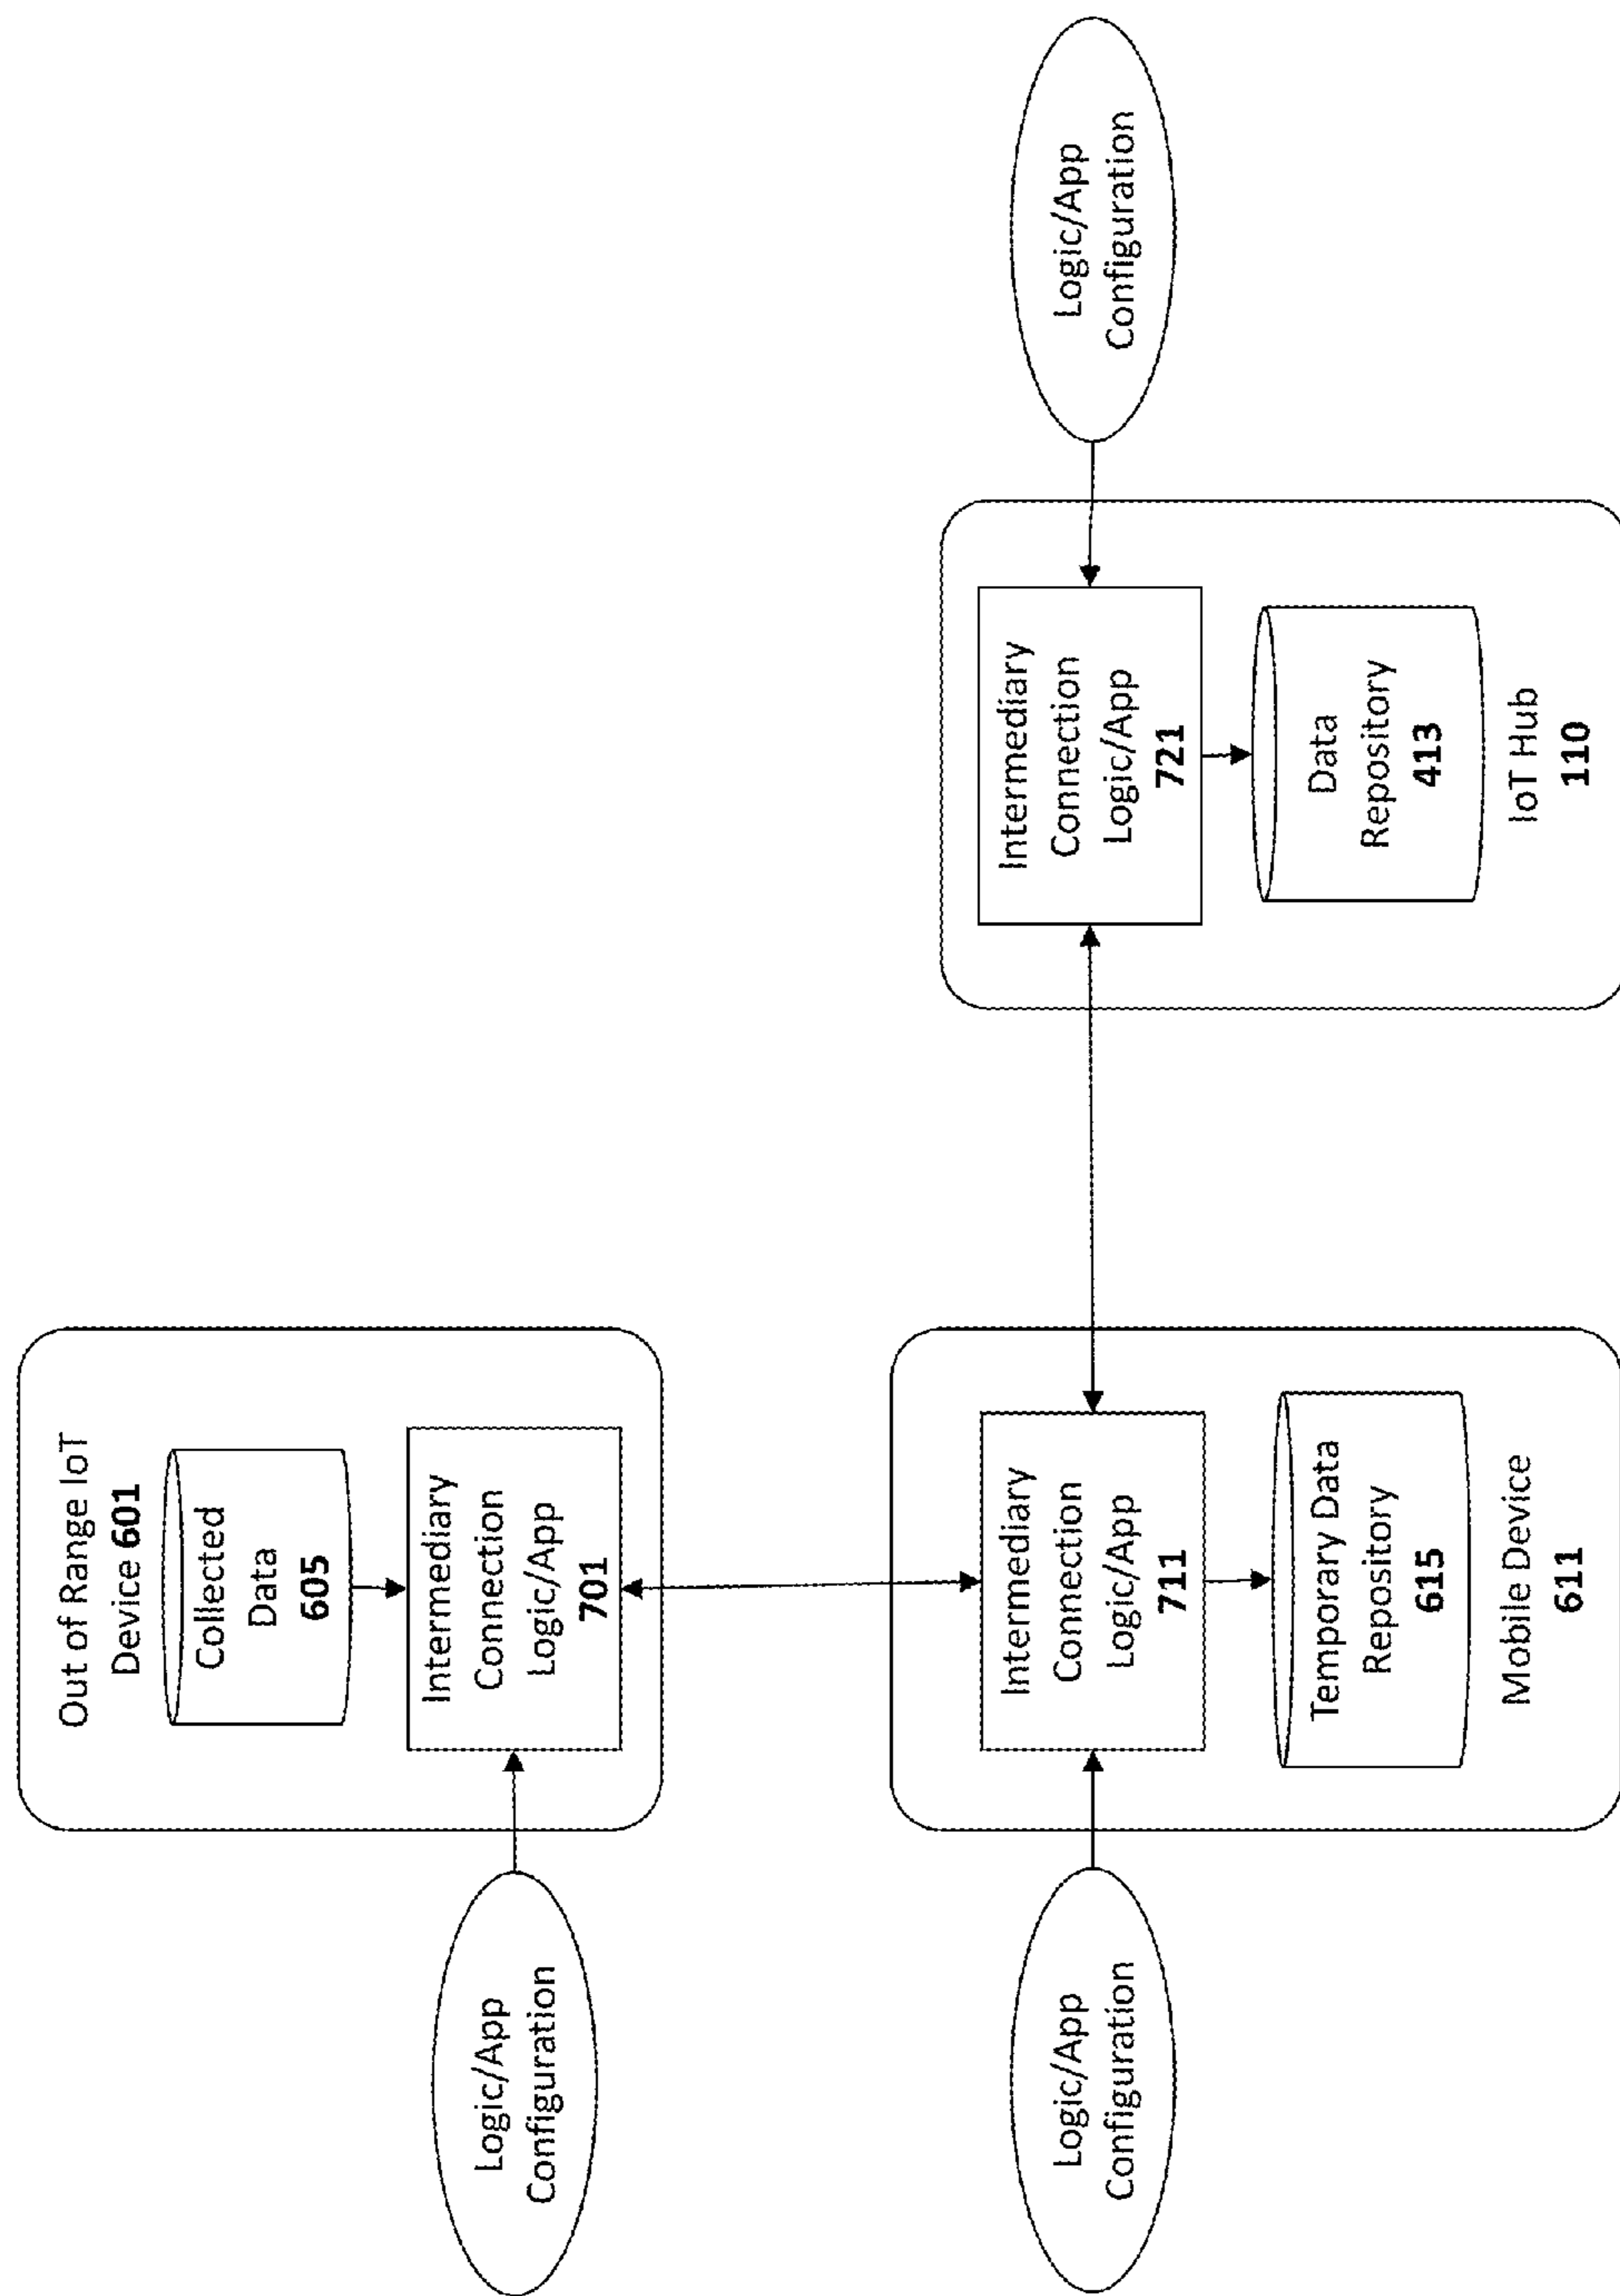 Out of Range IoT
Device 601
Collected
Data
605
Intermediary
Connection
Logic/App
701
Logic/App
Configuration
Logic/App
Configuration
Intermediary
Connection
Logic/App
711
Temporary Data
Repository
615
Mobile Device
611
Intermediary
Connection
Logic/App
721
Data
Repository
413
IoT Hub
110
Logic/App
Configuration